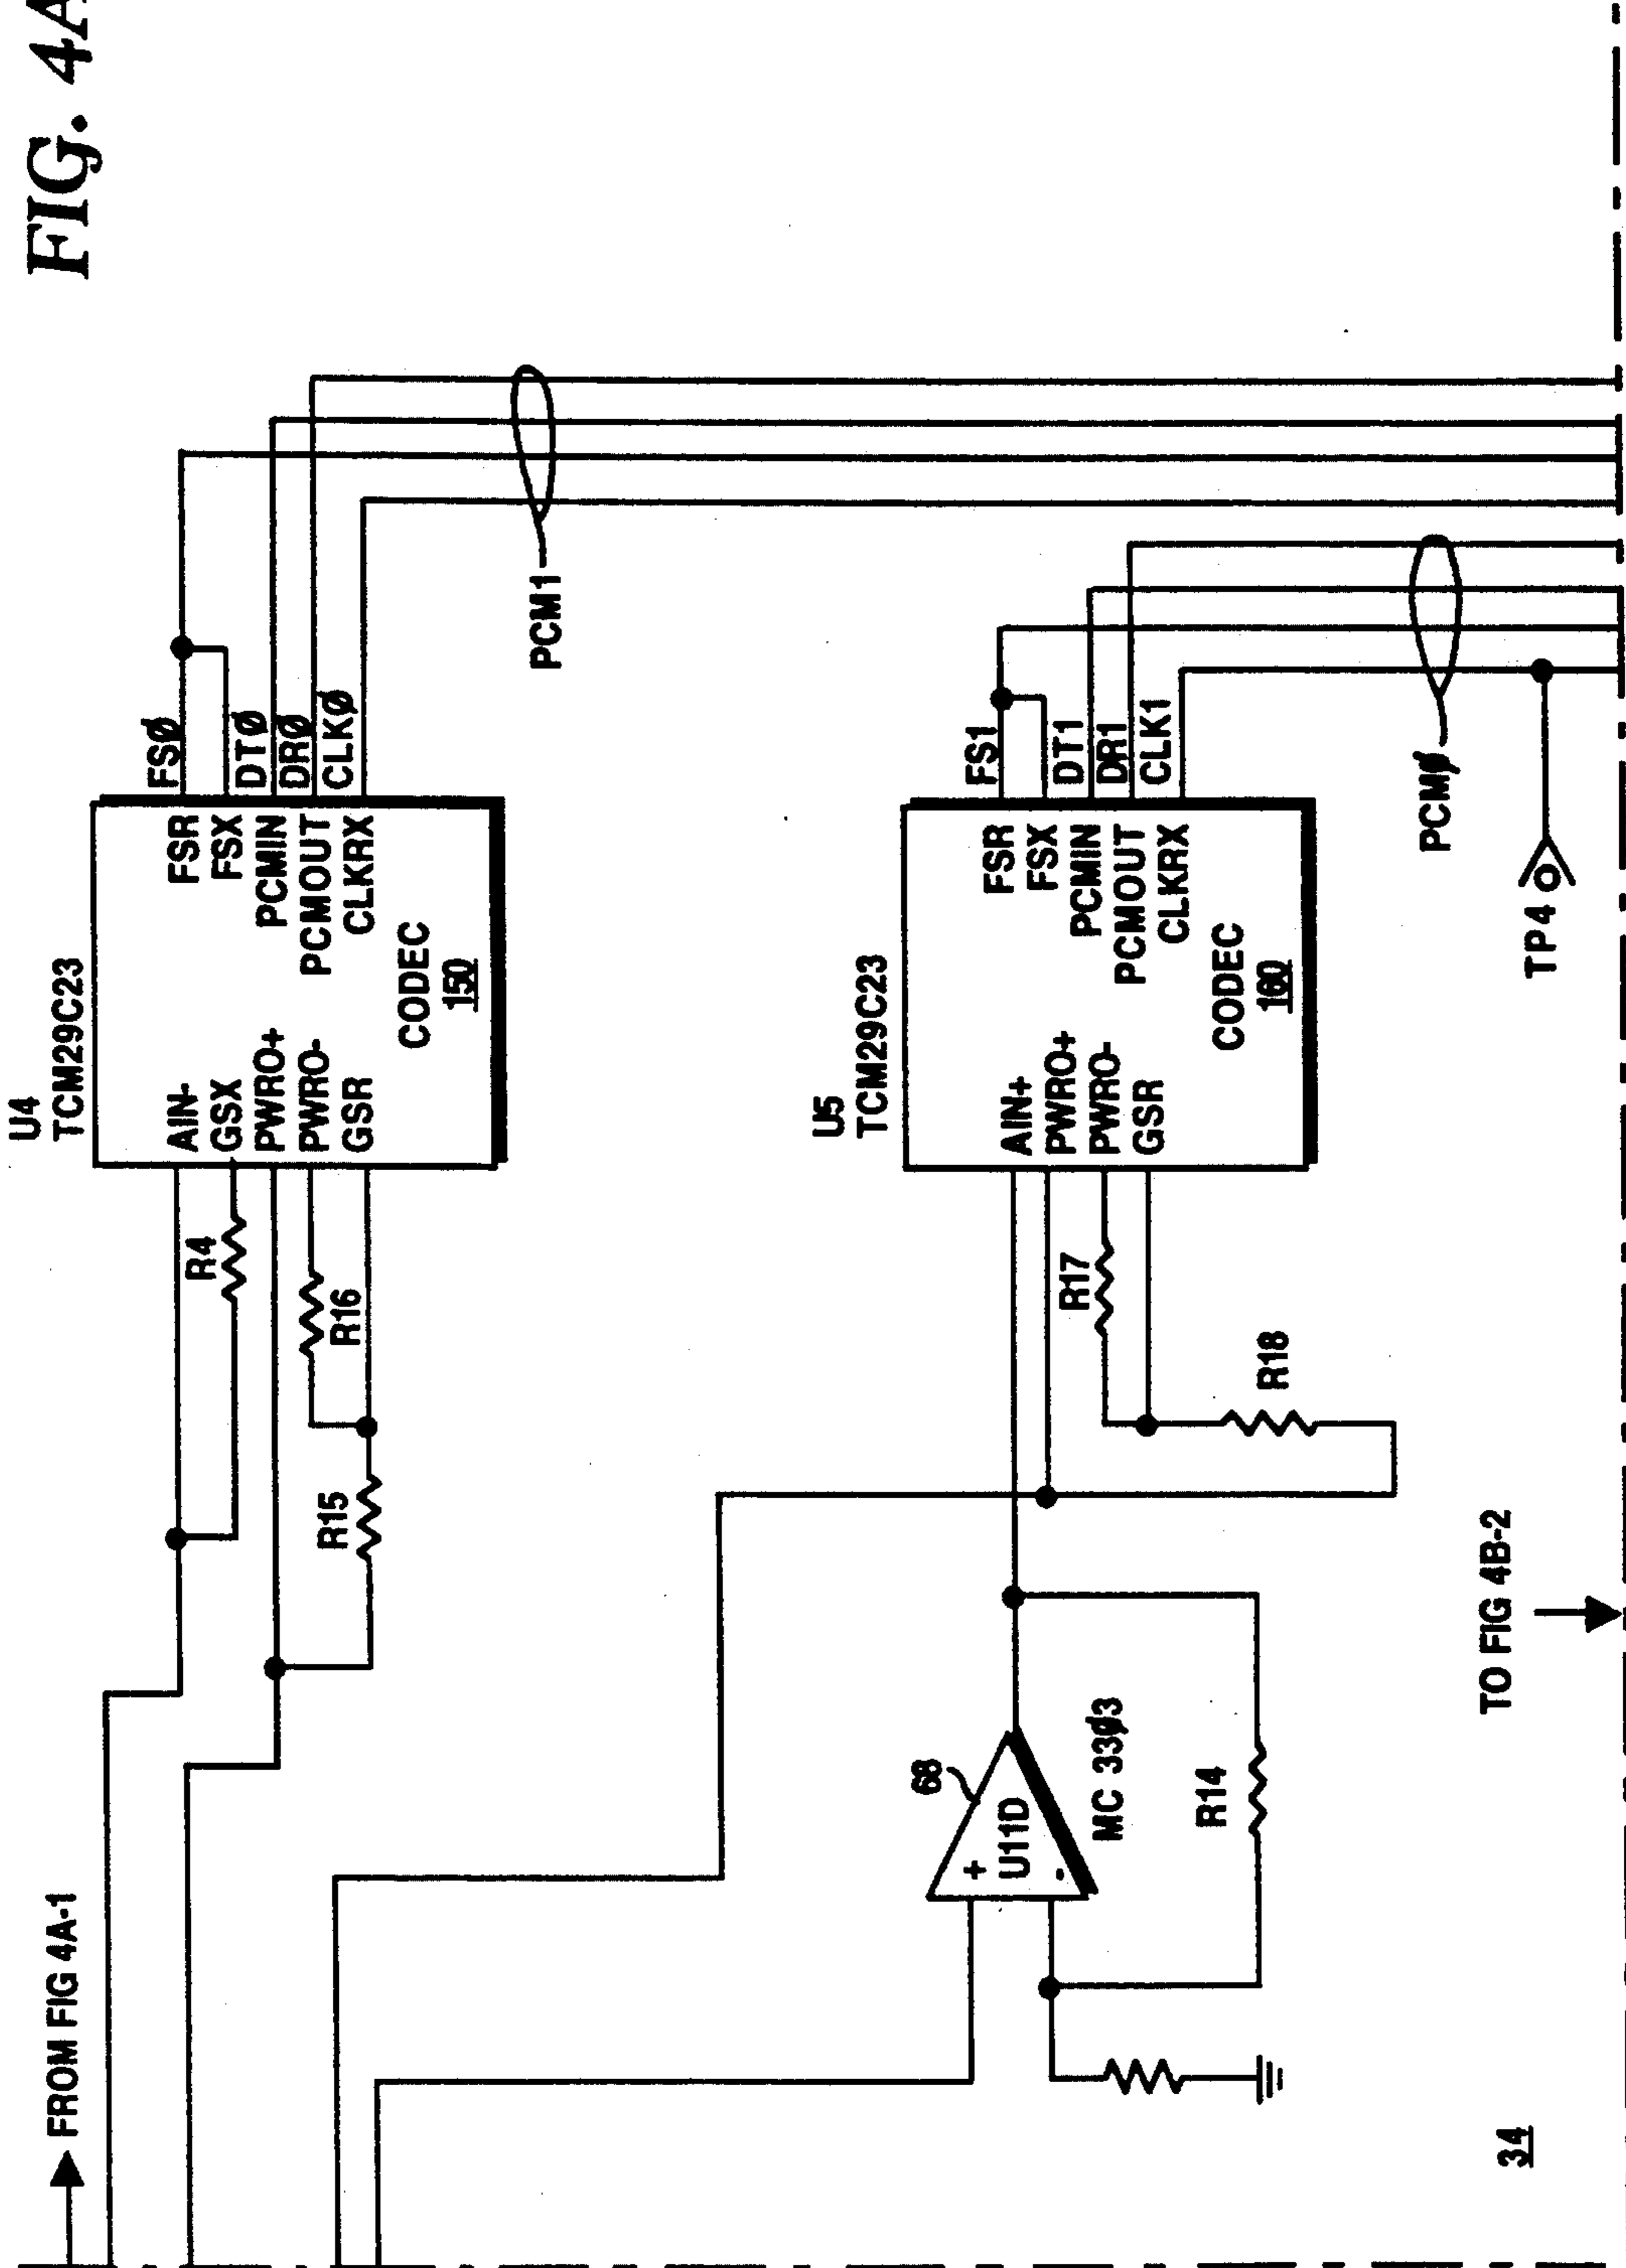 FIG. 4A
FROM FIG 4A-1
U4
TCM29C23
AIN-
GSX
PWRO+
PWRO-
GSR
FSR
FSX
PCMIN
PCMOUT
CLKRX
CODEC
150
FSØ
DTØ
DRØ
CLKØ
R4
R16
R15
PCM1
U5
TCM29C23
AIN+
PWRO+
PWRO-
GSR
FSR
FSX
PCMIN
PCMOUT
CLKRX
CODEC
160
FS1
DT1
DR1
CLK1
R17
R18
PCMØ
TP4
68
+
U11D
-
MC 33Ø3
R14
TO FIG 4B-2
34